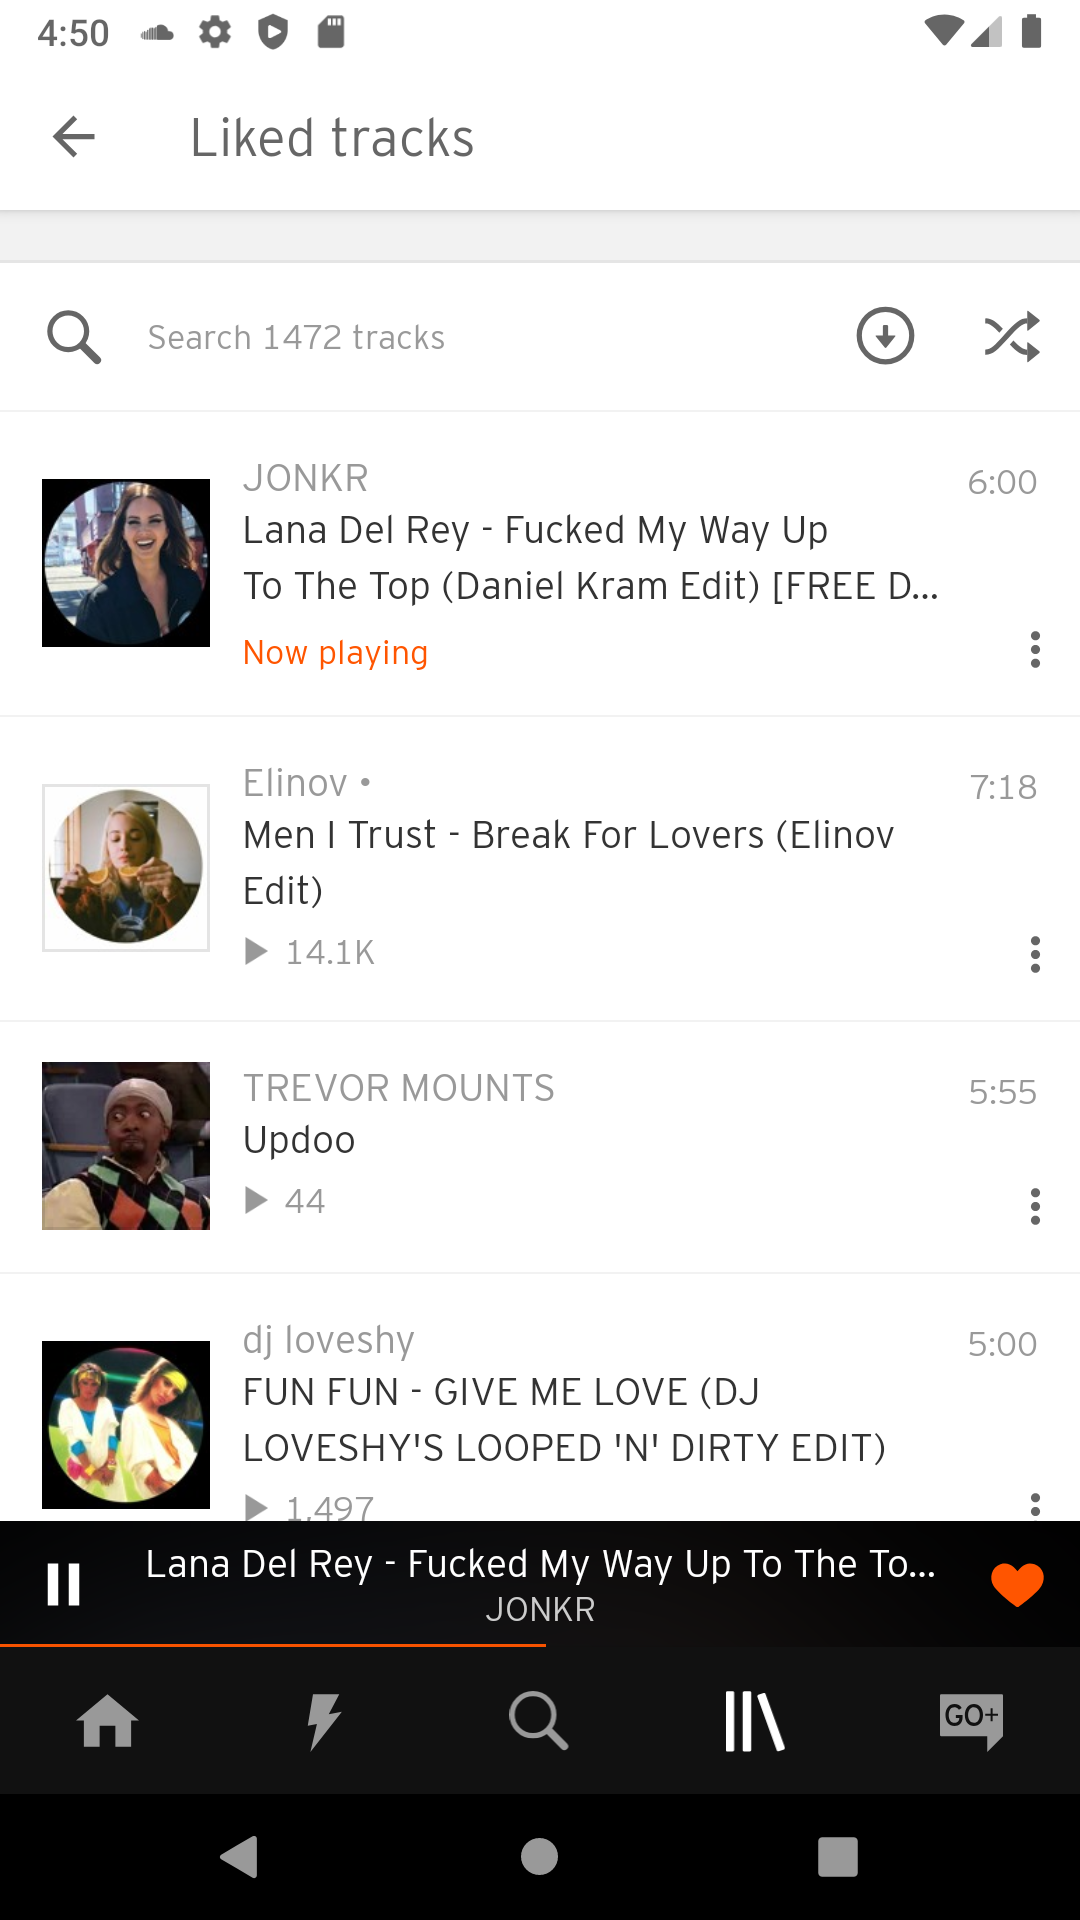 4:50
Liked tracks
Search 1472 tracks
JONKR
6:00
Lana Del Rey - Fucked My Way Up
To The Top (Daniel Kram Edit) [FREE D...
Now playing
Elinov •
7:18
Men I Trust - Break For Lovers (Elinov
Edit)
14.1K
TREVOR MOUNTS
5:55
Updoo
44
dj loveshy
5:00
FUN FUN - GIVE ME LOVE (DJ
LOVESHY'S LOOPED 'N' DIRTY EDIT)
1,497
Lana Del Rey - Fucked My Way Up To The To...
JONKR
GO+